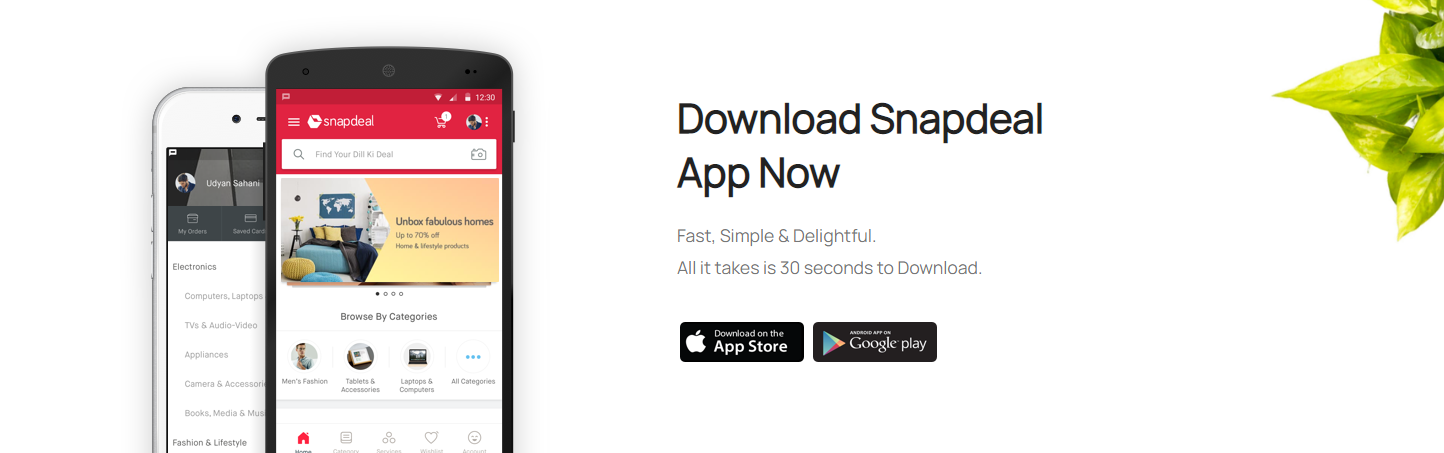 Udyan Sahani
My Orders
Saved Cards
Electronics
Computers, Laptops
TVs & Audio-Video
Appliances
Camera & Accessorie
Books, Media & Mus
Fashion & Lifestyle
12:30
snapdeal
1
Find Your Dill Ki Deal
Unbox fabulous homes
Up to 70% off
Home & lifestyle products
Browse By Categories
Men's Fashion
Tablets &
Accessories
Laptops &
Computers
All Categories
Home
Category
Services
Wishlist
Account
Download Snapdeal
App Now
Fast, Simple & Delightful.
All it takes is 30 seconds to Download.
Download on the
App Store
ANDROID APP ON
Google play